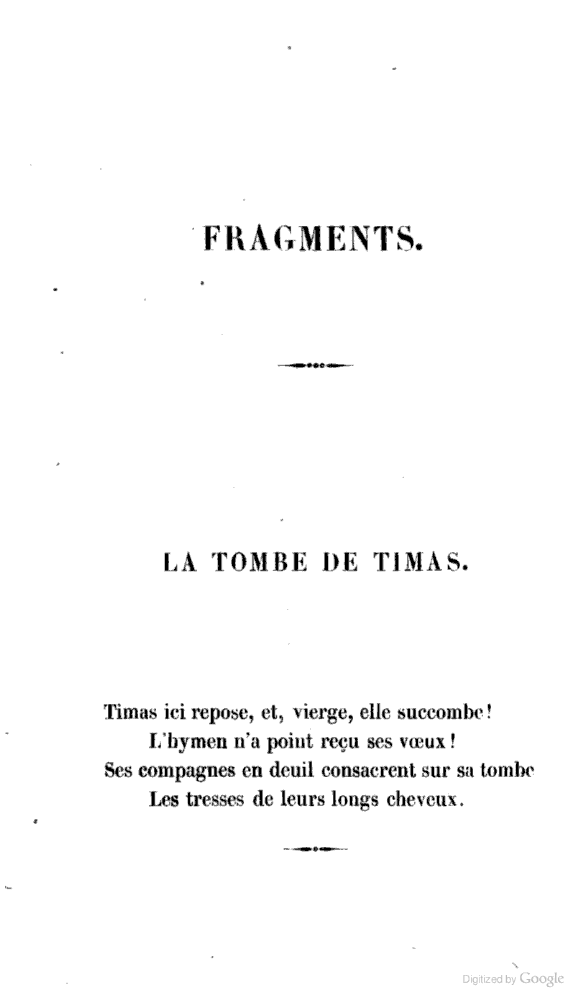 FRAGMENTS.
LA TOMBE DE TIMAS.
Timas ici repose, et, vierge, elle succombe!
L'hymen n'a point reçu ses vœux!
Ses compagnes en deuil consacrent sur sa tombe
Les tresses de leurs longs cheveux.
Digitized by Google